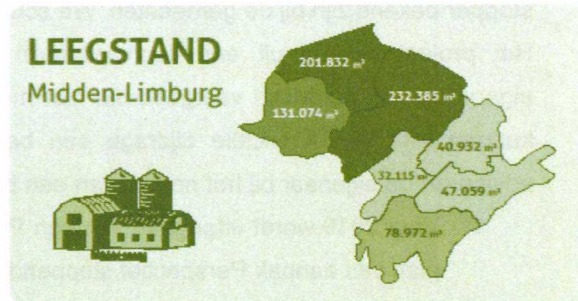 LEEGSTAND
Midden-Limburg
201.832 m²
131.074 m²
232.385 m²
40.932 m²
32.115 m²
47.059 m²
78.972 m²